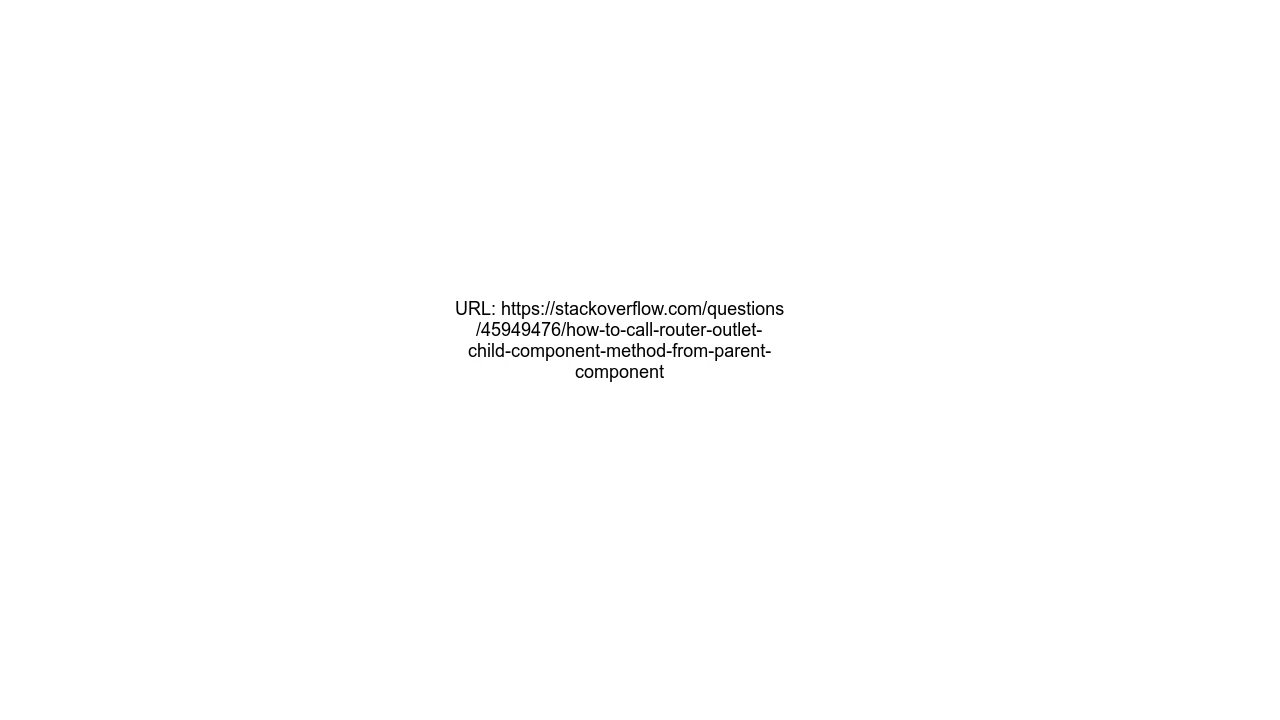 URL: https://stackoverflow.com/questions
/45949476/how-to-call-router-outlet-
child-component-method-from-parent-
component